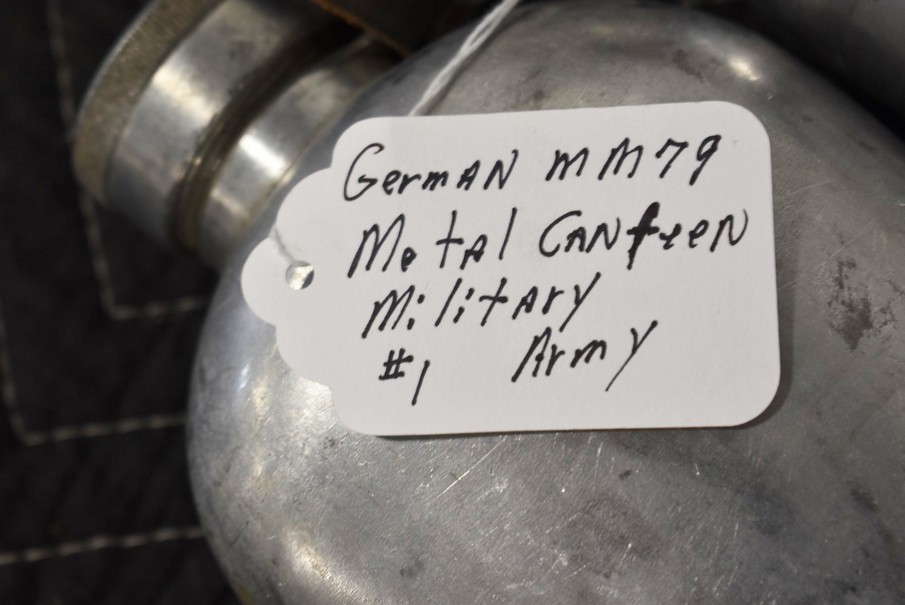 German MM79
Metal Canteen
Military
#1 Army